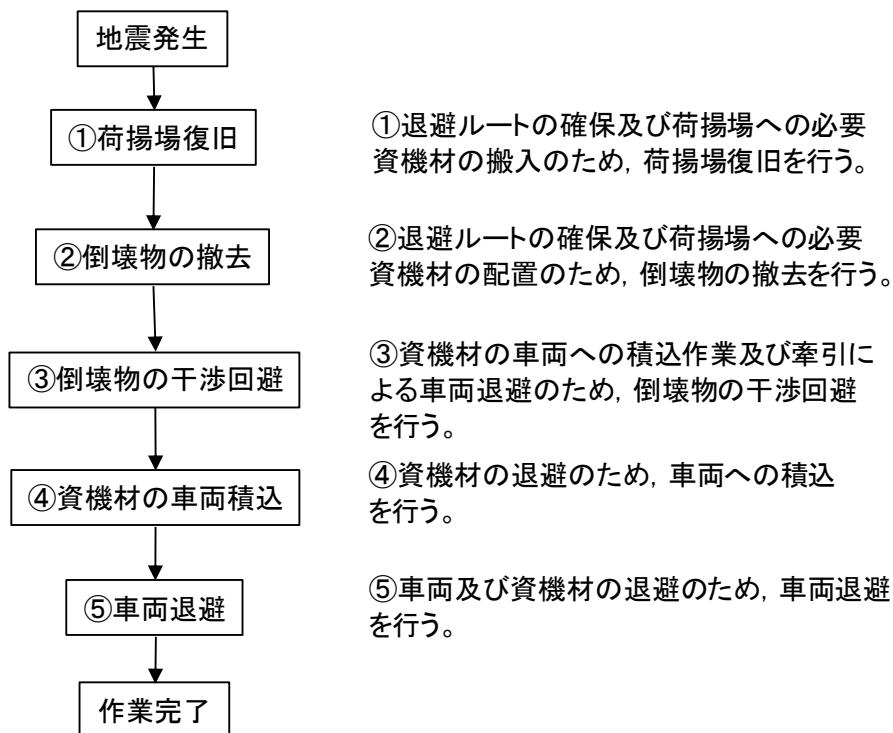 地震発生
①荷揚場復旧
①退避ルートの確保及び荷揚場への必要
資機材の搬入のため，荷揚場復旧を行う。
②倒壊物の撤去
②退避ルートの確保及び荷揚場への必要
資機材の配置のため，倒壊物の撤去を行う。
③倒壊物の干渉回避
③資機材の車両への積込作業及び牽引に
よる車両退避のため，倒壊物の干渉回避
を行う。
④資機材の車両積込
④資機材の退避のため，車両への積込
を行う。
⑤車両退避
⑤車両及び資機材の退避のため，車両退避
を行う。
作業完了